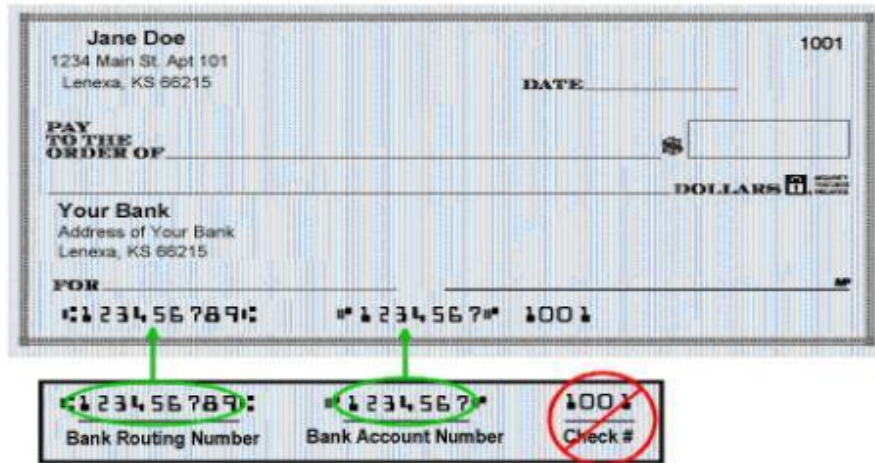 Jane Doe
1001
1234 Main St. Apt 101
Lenexa, KS 66215
DATE
PAY
TO THE
ORDER OF
$
DOLLARS
Your Bank
Address of Your Bank
Lenexa, KS 66215
FOR
MP
⑆123456789⑆ ⑈1234567⑈ 1001
⑆123456789⑆ ⑈1234567⑈ 1001
Bank Routing Number Bank Account Number Check #